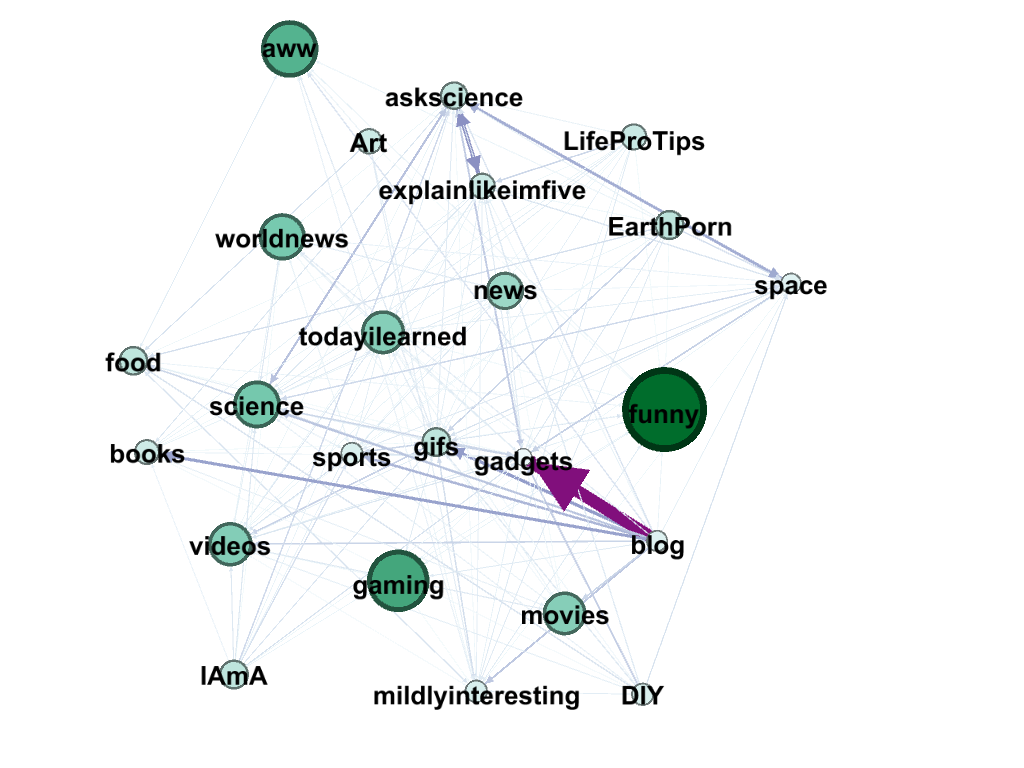 aww
askscience
Art
LifeProTips
explainlikeimfive
EarthPorn
worldnews
space
news
todayilearned
food
science
funny
books
sports
gifs
gadgets
videos
blog
gaming
movies
IAmA
mildlyinteresting
DIY